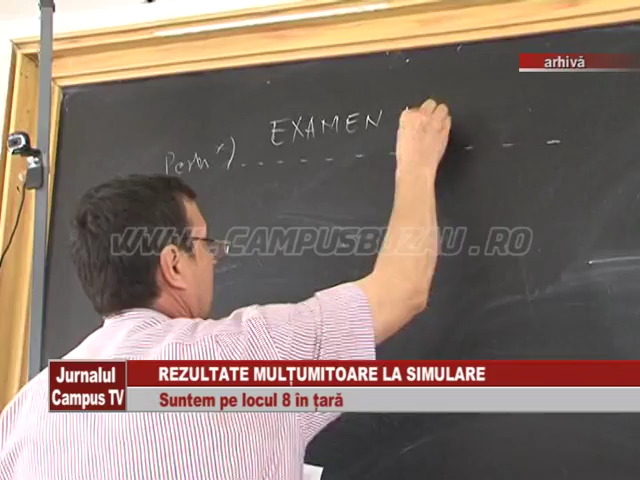 arhivă
EXAMEN
WWW.CAMPUSBUZAU.RO
Jurnalul
Campus TV
REZULTATE MULȚUMITOARE LA SIMULARE
Suntem pe locul 8 în țară